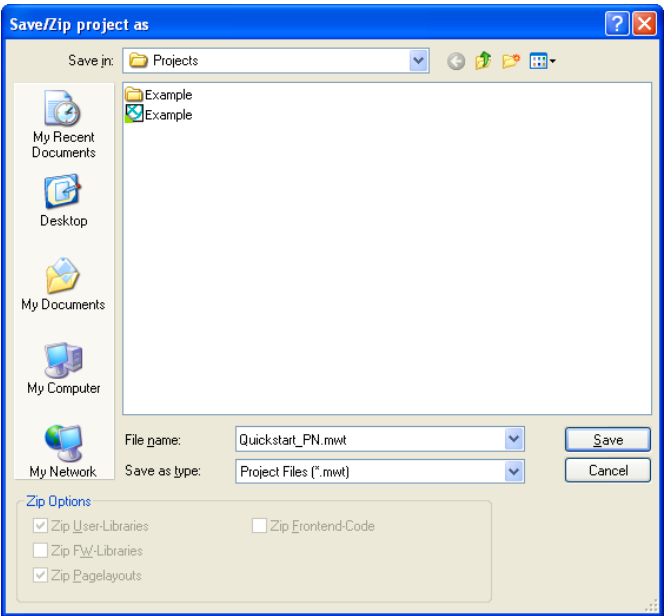 Save/Zip project as
Save in: Projects
Example
Example
My Recent
Documents
Desktop
My Documents
My Computer
My Network
File name: Quickstart_PN.mwt Save
Save as type: Project Files (*.mwt) Cancel
Zip Options
Zip User-Libraries Zip Frontend-Code
Zip FW-Libraries
Zip Pagelayouts